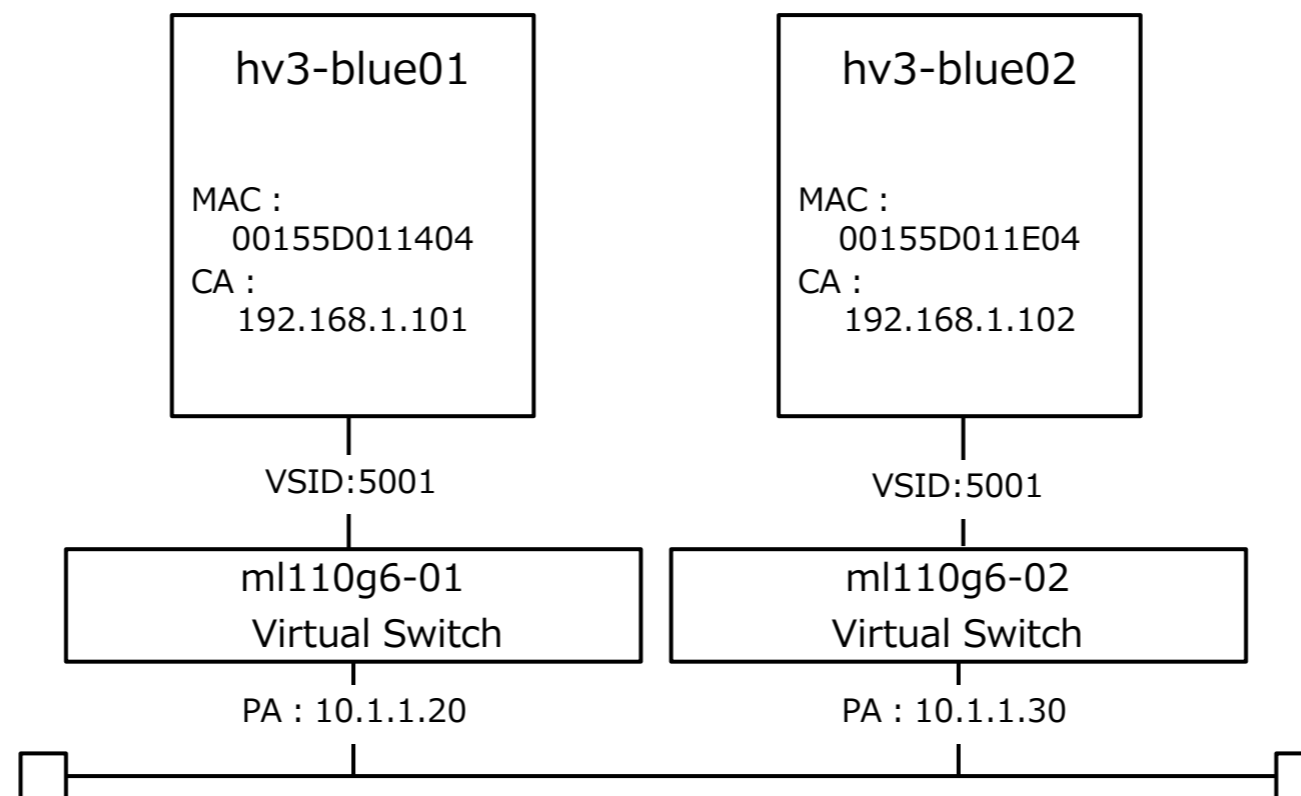 hv3-blue01
MAC :
00155D011404
CA :
192.168.1.101
VSID:5001
ml110g6-01
Virtual Switch
PA : 10.1.1.20
hv3-blue02
MAC :
00155D011E04
CA :
192.168.1.102
VSID:5001
ml110g6-02
Virtual Switch
PA : 10.1.1.30